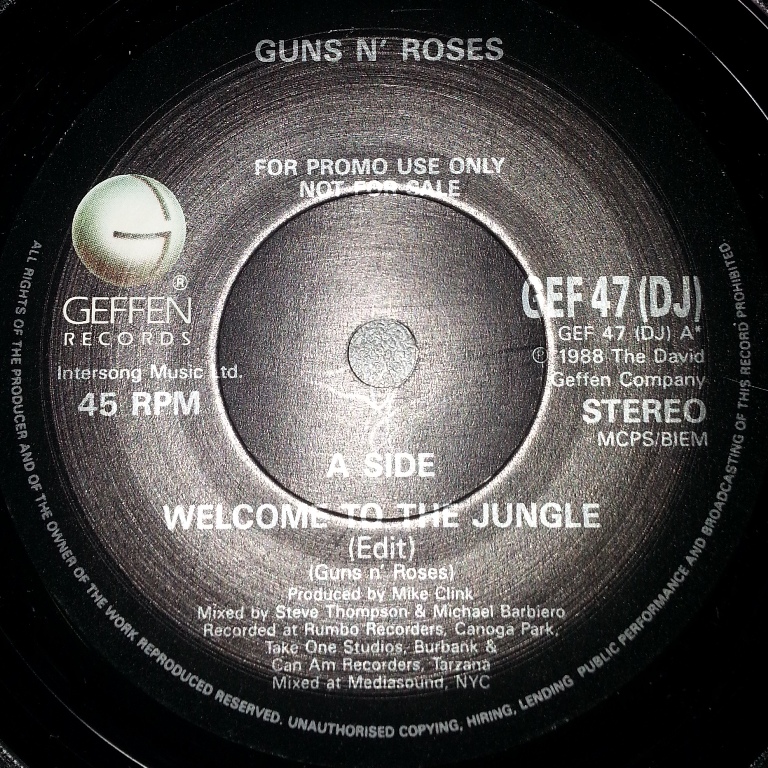 GUNS N' ROSES
FOR PROMO USE ONLY
NOT FOR SALE
G
®
GEFFEN
RECORDS
Intersong Music Ltd.
45 RPM
GEF 47 (DJ)
GEF 47 (DJ) A*
℗ 1988 The David
Geffen Company
STEREO
MCPS/BIEM
A SIDE
WELCOME TO THE JUNGLE
(Edit)
(Guns n' Roses)
Produced by Mike Clink
Mixed by Steve Thompson & Michael Barbiero
Recorded at Rumbo Recorders, Canoga Park,
Take One Studios, Burbank &
Can Am Recorders, Tarzana
Mixed at Mediasound, NYC
ALL RIGHTS OF THE PRODUCER AND OF THE OWNER OF THE WORK REPRODUCED RESERVED. UNAUTHORISED COPYING, HIRING, LENDING PUBLIC PERFORMANCE AND BROADCASTING OF THIS RECORD PROHIBITED.